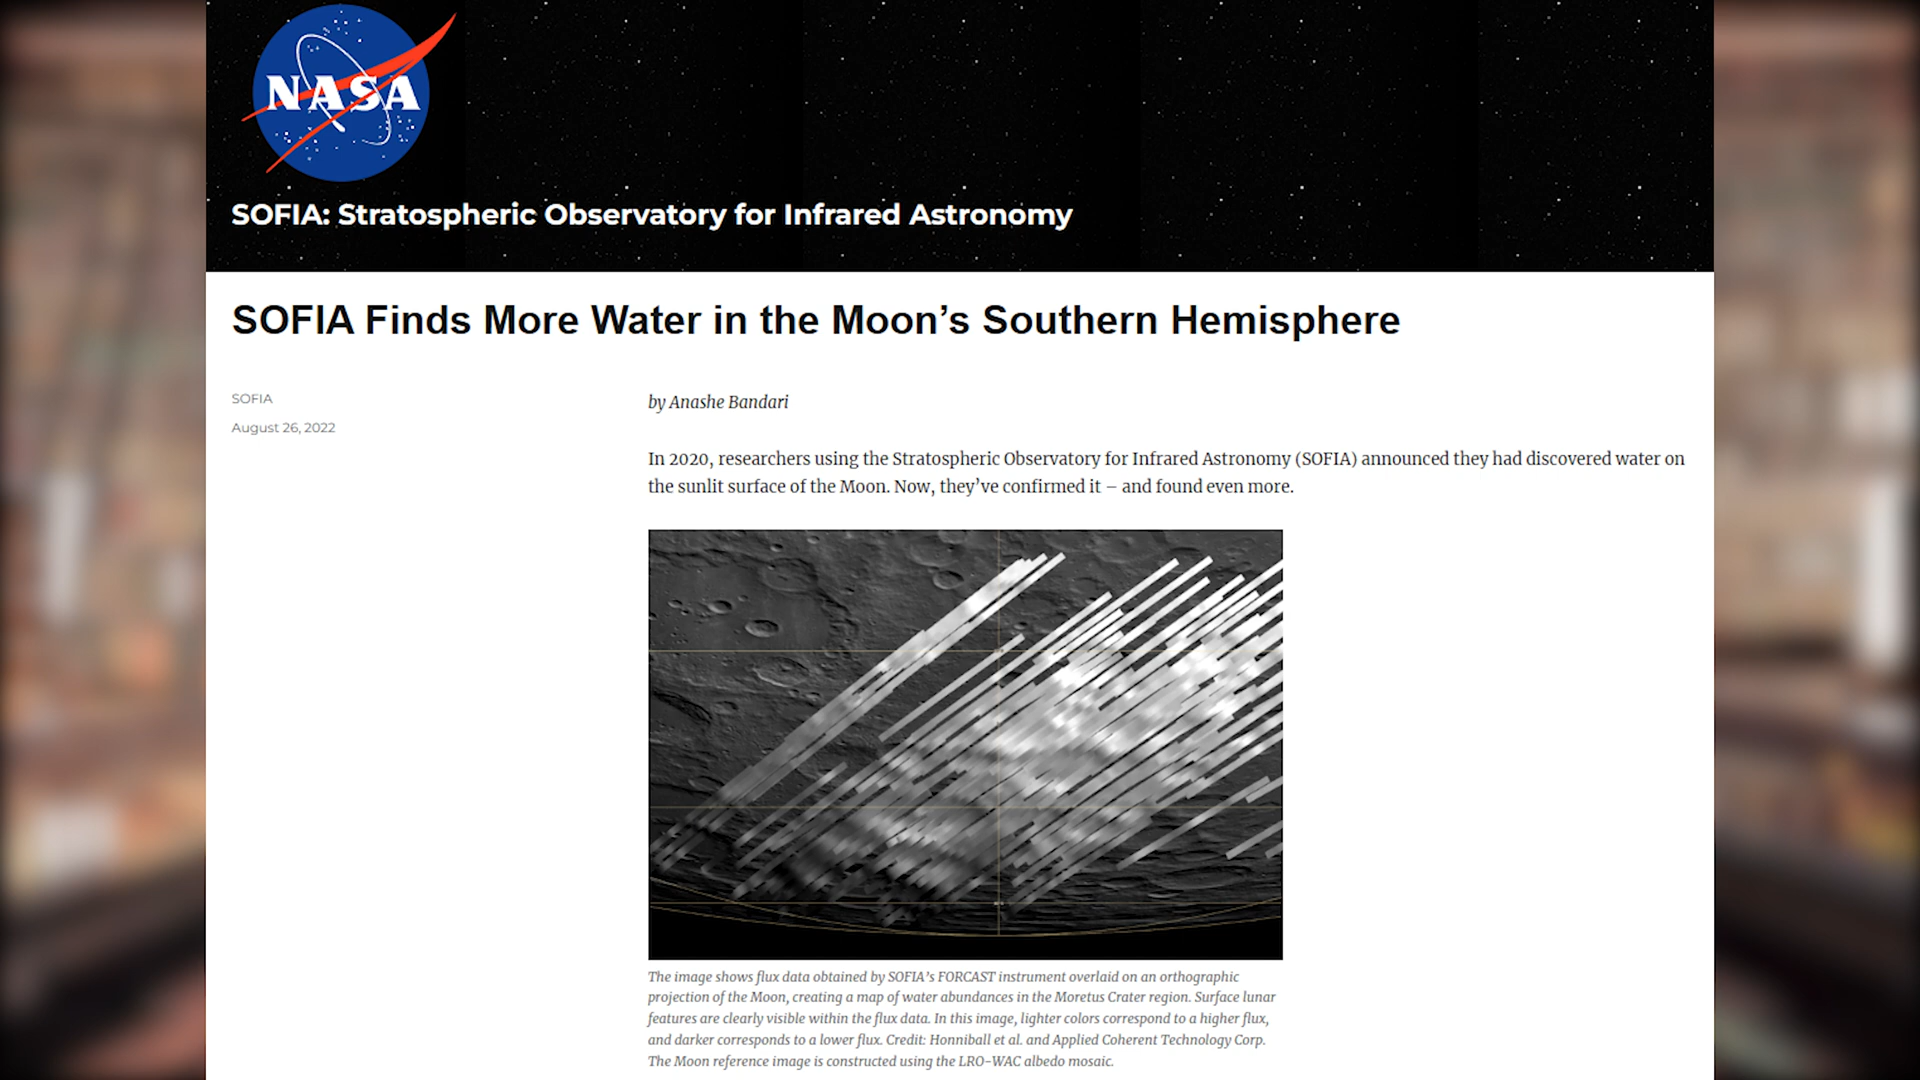 NASA
SOFIA: Stratospheric Observatory for Infrared Astronomy
SOFIA Finds More Water in the Moon’s Southern Hemisphere
SOFIA
August 26, 2022
by Anashe Bandari
In 2020, researchers using the Stratospheric Observatory for Infrared Astronomy (SOFIA) announced they had discovered water on
the sunlit surface of the Moon. Now, they’ve confirmed it – and found even more.
The image shows flux data obtained by SOFIA’s FORCAST instrument overlaid on an orthographic
projection of the Moon, creating a map of water abundances in the Moretus Crater region. Surface lunar
features are clearly visible within the flux data. In this image, lighter colors correspond to a higher flux,
and darker corresponds to a lower flux. Credit: Honniball et al. and Applied Coherent Technology Corp.
The Moon reference image is constructed using the LRO-WAC albedo mosaic.